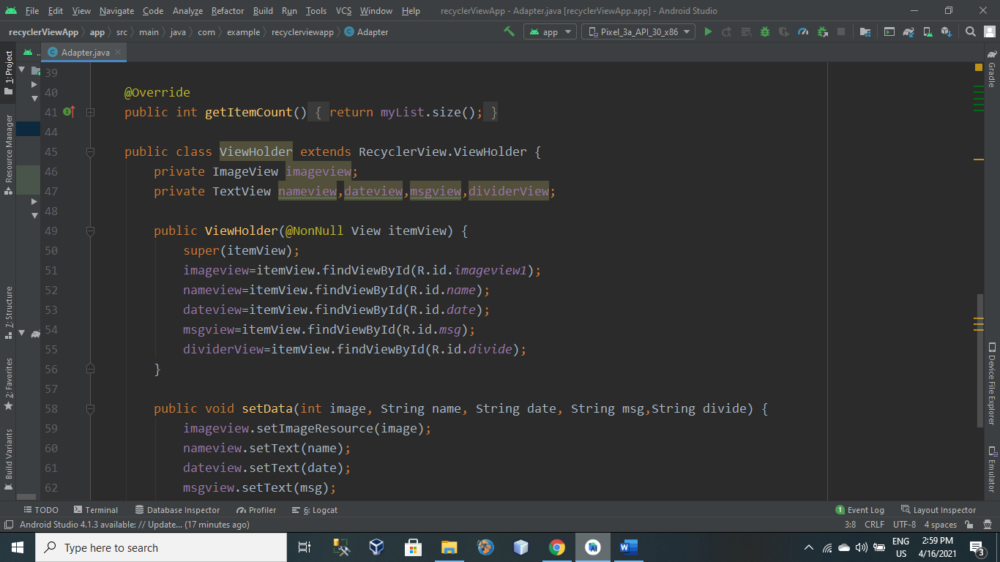 File Edit View Navigate Code Analyze Refactor Build Run Tools VCS Window Help recyclerViewApp - Adapter.java [recyclerViewApp.app] - Android Studio
recyclerViewApp app src main java com example recyclerviewapp Adapter app Pixel_3a_API_30_x86
.. Adapter.java
1: Project
Resource Manager
7: Structure
2: Favorites
Build Variants
39
40 @Override
41 public int getItemCount() { return myList.size(); }
44
45 public class ViewHolder extends RecyclerView.ViewHolder {
46 private ImageView imageview;
47 private TextView nameview,dateview,msgview,dividerView;
48
49 public ViewHolder(@NonNull View itemView) {
50 super(itemView);
51 imageview=itemView.findViewById(R.id.imageview1);
52 nameview=itemView.findViewById(R.id.name);
53 dateview=itemView.findViewById(R.id.date);
54 msgview=itemView.findViewById(R.id.msg);
55 dividerView=itemView.findViewById(R.id.divide);
56 }
57
58 public void setData(int image, String name, String date, String msg,String divide) {
59 imageview.setImageResource(image);
60 nameview.setText(name);
61 dateview.setText(date);
62 msgview.setText(msg);
Gradle
Device File Explorer
Emulator
TODO Terminal Database Inspector Profiler 6: Logcat 1 Event Log Layout Inspector
Android Studio 4.1.3 available: // Update... (17 minutes ago) 3:8 CRLF UTF-8 4 spaces
Type here to search
ENG 2:59 PM
US 4/16/2021 3